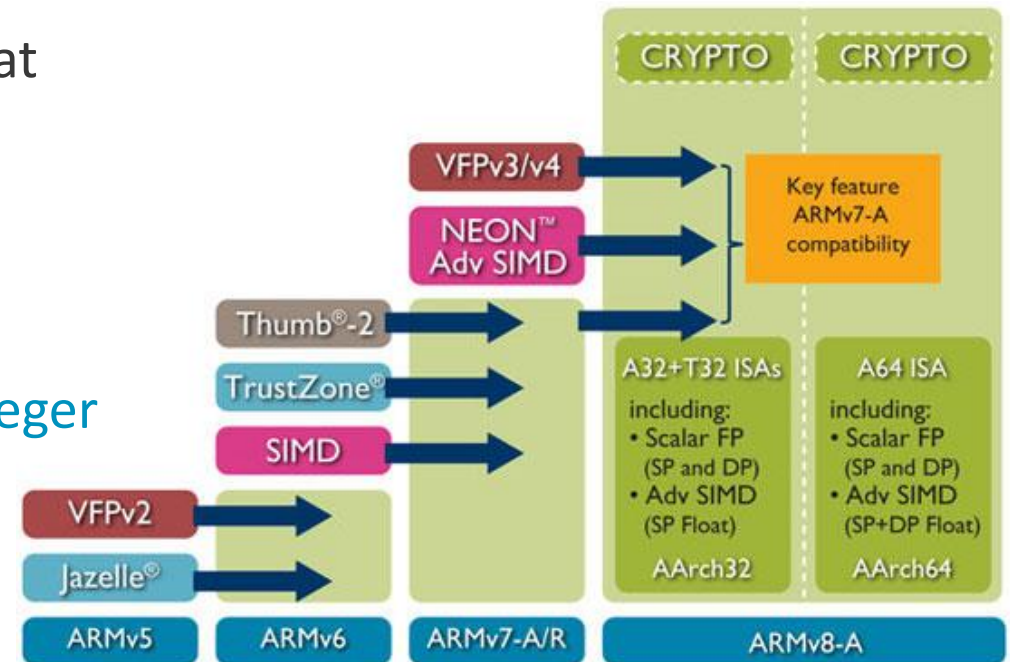 at
eger
CRYPTO
CRYPTO
VFPv3/v4
NEON™
Adv SIMD
Key feature
ARMv7-A
compatibility
Thumb®-2
TrustZone®
SIMD
VFPv2
Jazelle®
A32+T32 ISAs
including:
• Scalar FP
(SP and DP)
• Adv SIMD
(SP Float)
AArch32
A64 ISA
including:
• Scalar FP
(SP and DP)
• Adv SIMD
(SP+DP Float)
AArch64
ARMv5
ARMv6
ARMv7-A/R
ARMv8-A